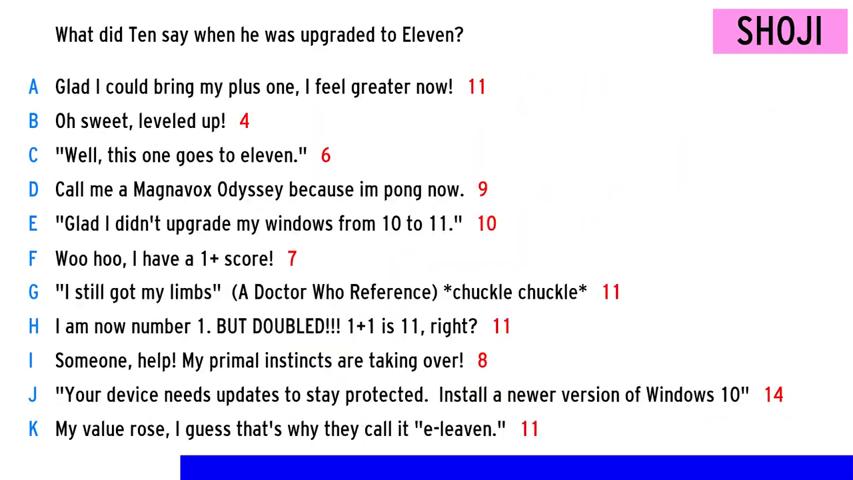 What did Ten say when he was upgraded to Eleven?
SHOJI
A Glad I could bring my plus one, I feel greater now! 11
B Oh sweet, leveled up! 4
C "Well, this one goes to eleven." 6
D Call me a Magnavox Odyssey because im pong now. 9
E "Glad I didn't upgrade my windows from 10 to 11." 10
F Woo hoo, I have a 1+ score! 7
G "I still got my limbs" (A Doctor Who Reference) *chuckle chuckle* 11
H I am now number 1. BUT DOUBLED!!! 1+1 is 11, right? 11
I Someone, help! My primal instincts are taking over! 8
J "Your device needs updates to stay protected. Install a newer version of Windows 10" 14
K My value rose, I guess that's why they call it "e-leaven." 11